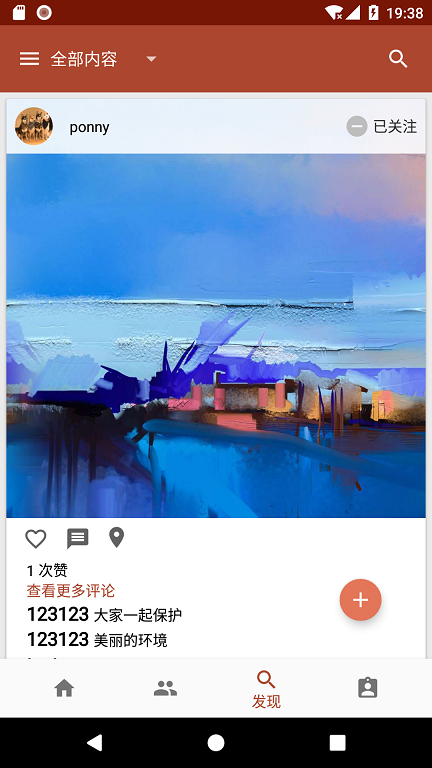 19:38
全部内容
ponny
已关注
1 次赞
查看更多评论
123123 大家一起保护
123123 美丽的环境
发现